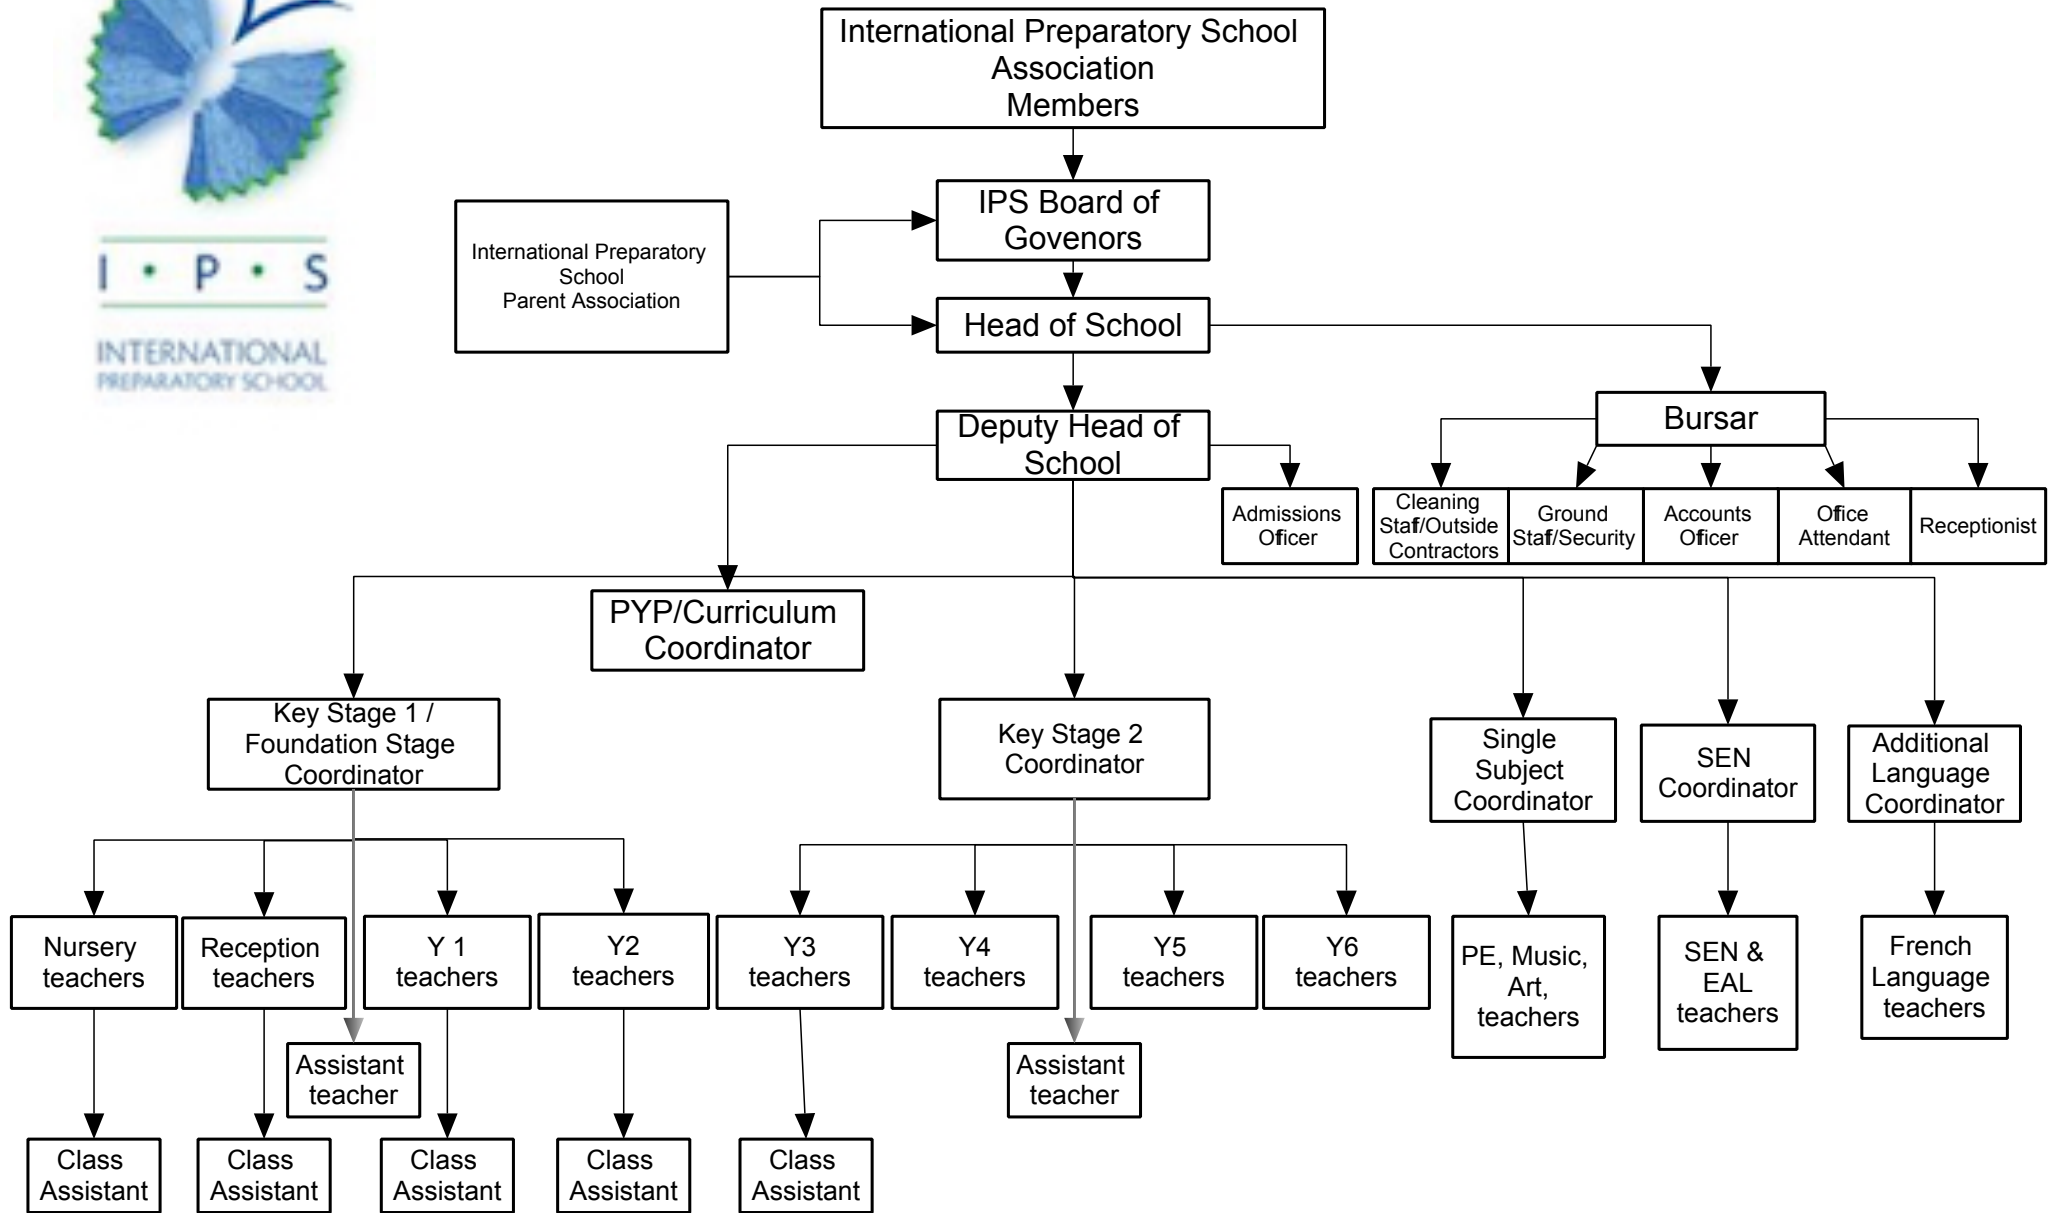 International Preparatory School
Association
Members
I • P • S
INTERNATIONAL
PREPARATORY SCHOOL
International Preparatory
School
Parent Association
IPS Board of
Govenors
Head of School
Deputy Head of
School
Bursar
Admissions
Officer
Cleaning
Staff/Outside
Contractors
Ground
Staff/Security
Accounts
Officer
Office
Attendant
Receptionist
PYP/Curriculum
Coordinator
Key Stage 1 /
Foundation Stage
Coordinator
Key Stage 2
Coordinator
Single
Subject
Coordinator
SEN
Coordinator
Additional
Language
Coordinator
Nursery
teachers
Reception
teachers
Y 1
teachers
Y2
teachers
Y3
teachers
Y4
teachers
Y5
teachers
Y6
teachers
PE, Music,
Art,
teachers
SEN &
EAL
teachers
French
Language
teachers
Assistant
teacher
Assistant
teacher
Class
Assistant
Class
Assistant
Class
Assistant
Class
Assistant
Class
Assistant